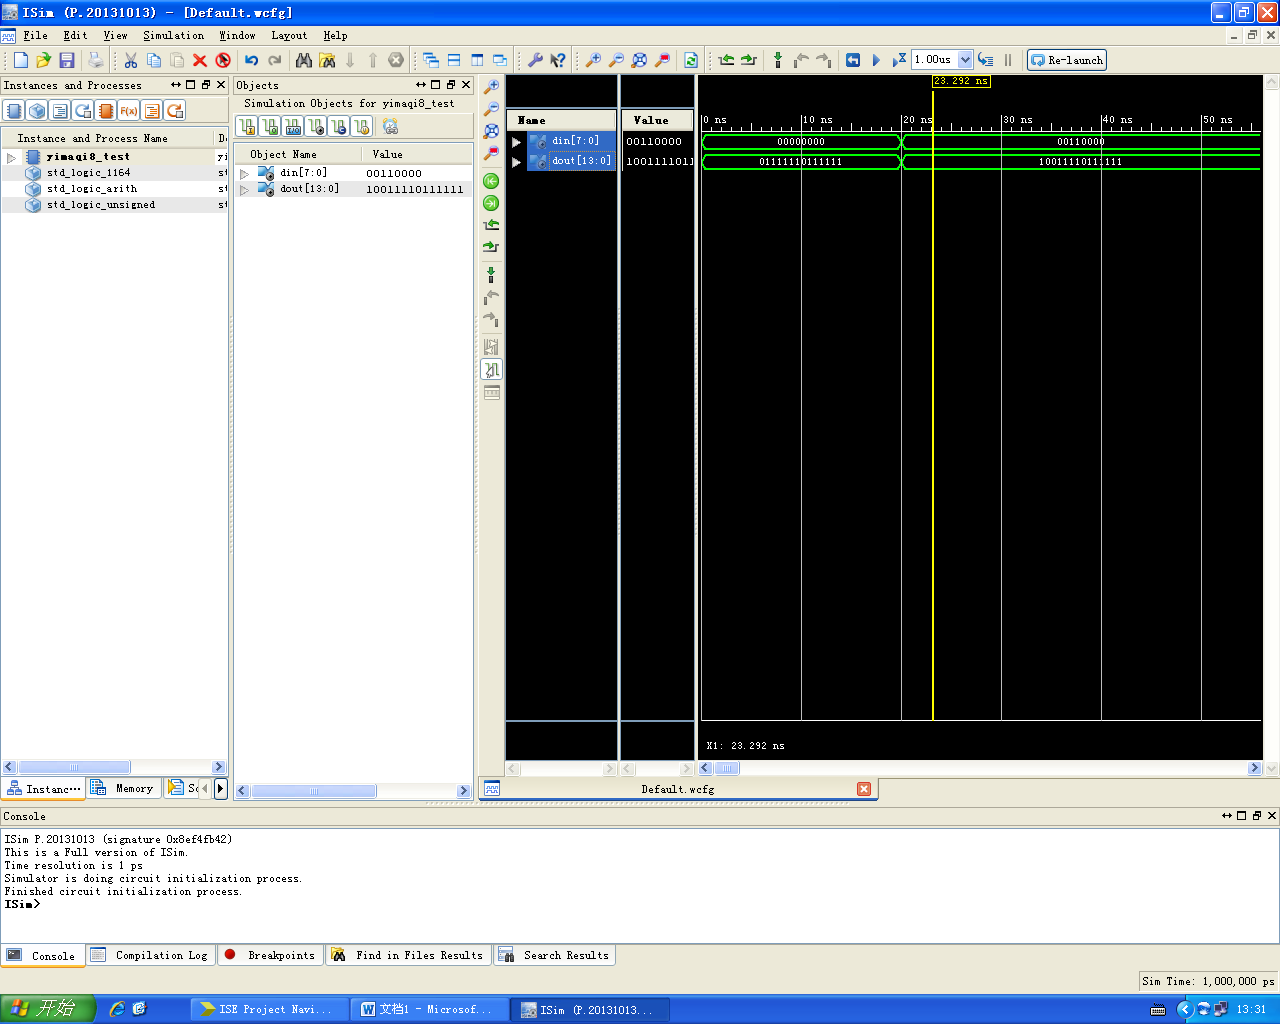 ISim (P.20131013) - [Default.wcfg]
File Edit View Simulation Window Layout Help
1.00us Re-launch
Instances and Processes
Instance and Process Name
yimaqi8_test
std_logic_1164
std_logic_arith
std_logic_unsigned
Instanc...
Memory
Objects
Simulation Objects for yimaqi8_test
Object Name Value
din[7:0] 00110000
dout[13:0] 10011110111111
Name Value
din[7:0] 00110000
dout[13:0] 1001111011
23.292 ns
0 ns 10 ns 20 ns 30 ns 40 ns 50 ns
00000000 00110000
01111110111111 10011110111111
X1: 23.292 ns
Default.wcfg
Console
ISim P.20131013 (signature 0x8ef4fb42)
This is a Full version of ISim.
Time resolution is 1 ps
Simulator is doing circuit initialization process.
Finished circuit initialization process.
ISim>
Console Compilation Log Breakpoints Find in Files Results Search Results
Sim Time: 1,000,000 ps
开始 ISE Project Navi... 文档1 - Microsof... ISim (P.20131013... 13:31